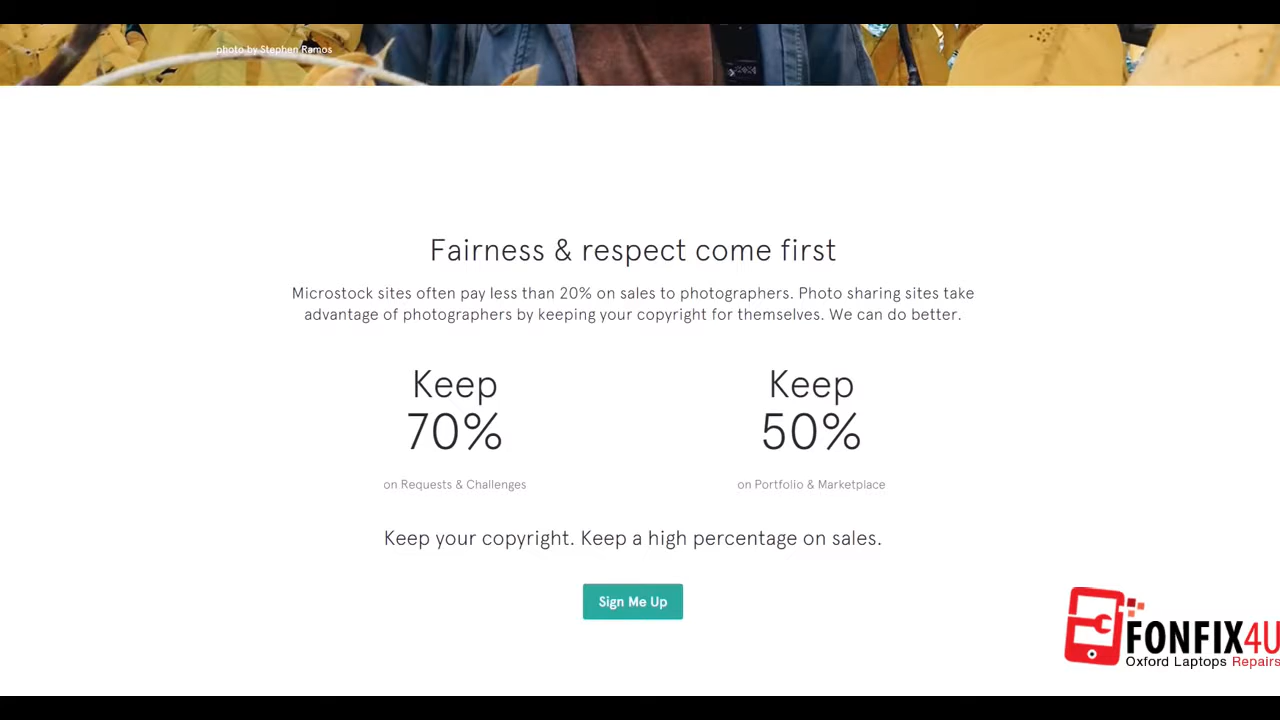 photo by Stephen Ramos
Fairness & respect come first
Microstock sites often pay less than 20% on sales to photographers. Photo sharing sites take
advantage of photographers by keeping your copyright for themselves. We can do better.
Keep
70%
on Requests & Challenges
Keep
50%
on Portfolio & Marketplace
Keep your copyright. Keep a high percentage on sales.
Sign Me Up
FONFIX4U
Oxford Laptops Repairs